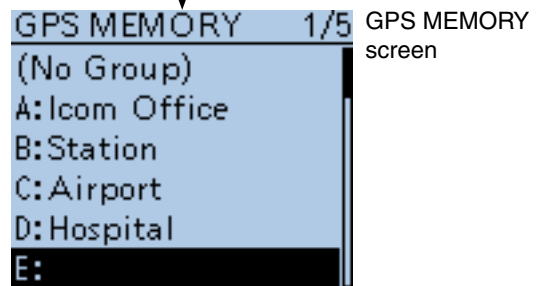 GPS MEMORY 1/5
(No Group)
A:Icom Office
B:Station
C:Airport
D:Hospital
E:
GPS MEMORY
screen